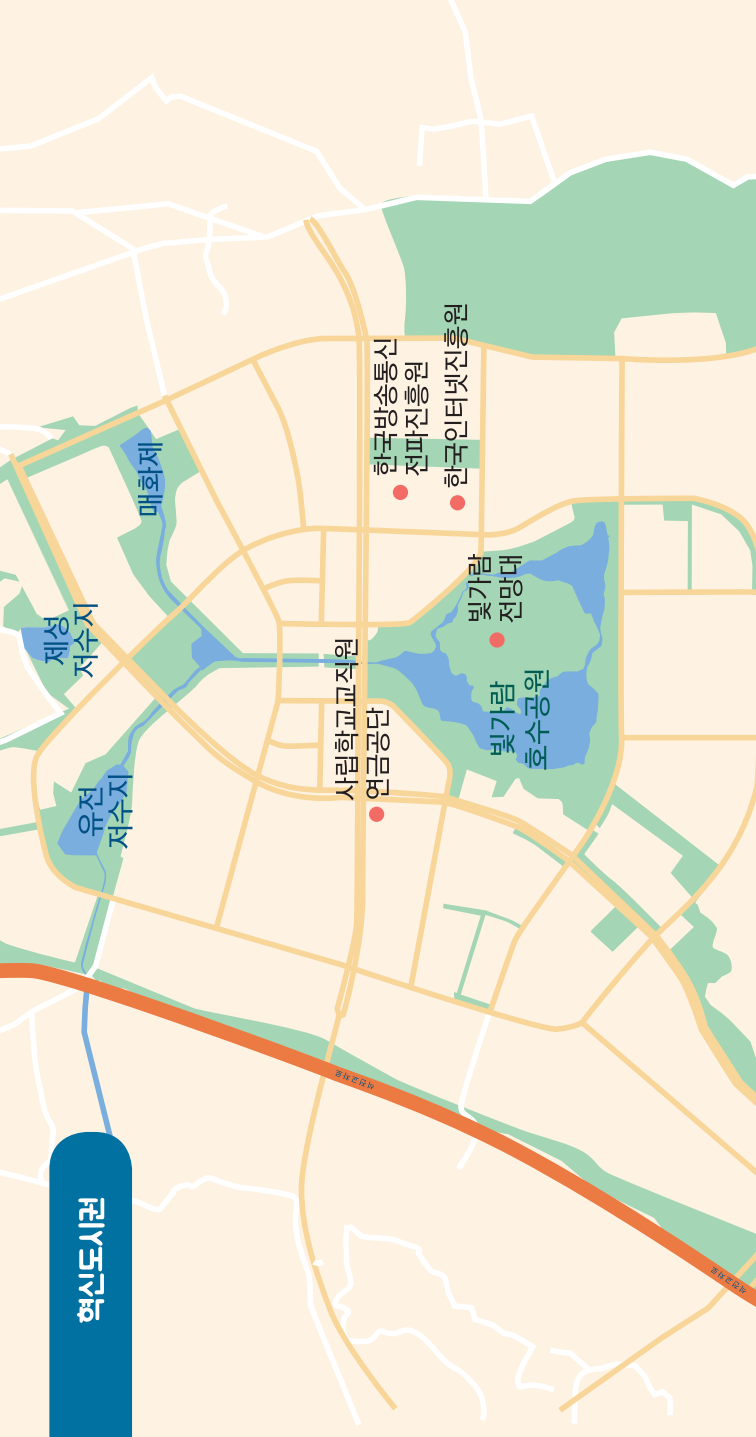 혁신도시권
유전
저수지
제성
저수지
매화제
사립학교교직원
연금공단
한국방송통신
전파진흥원
한국인터넷진흥원
빛가람
전망대
빛가람
호수공원